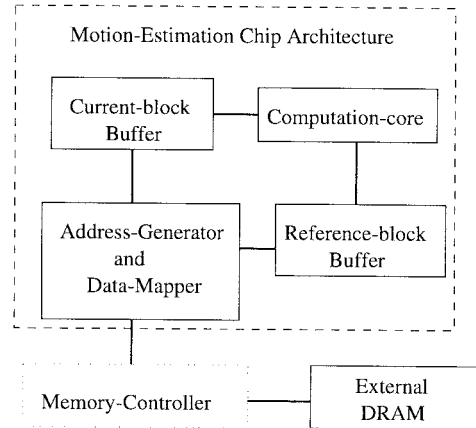 Motion-Estimation Chip Architecture
Current-block
Buffer
Computation-core
Address-Generator
and
Data-Mapper
Reference-block
Buffer
Memory-Controller
External
DRAM